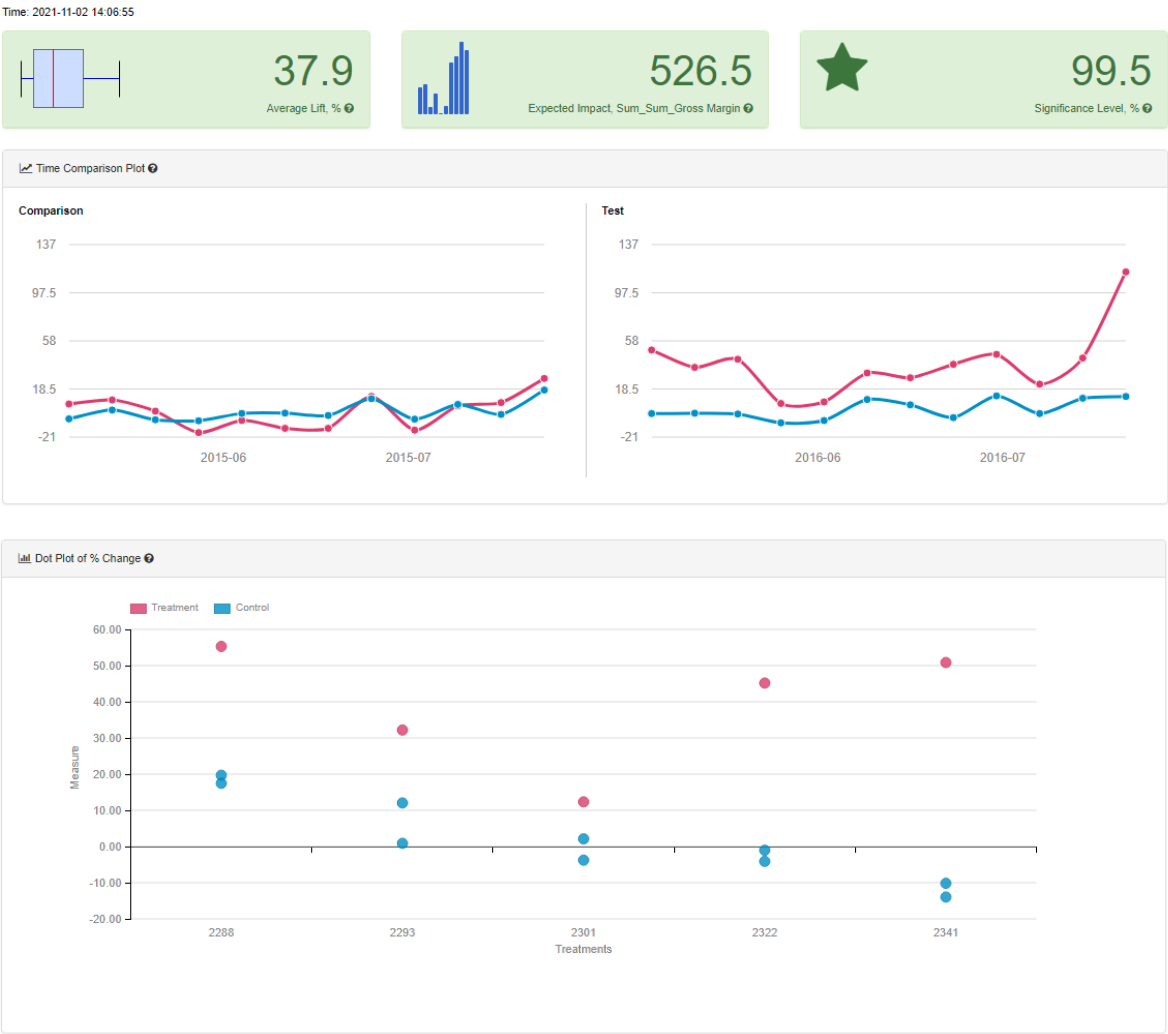 Time: 2021-11-02 14:06:55
37.9
Average Lift, %
526.5
Expected Impact, Sum_Sum_Gross Margin
99.5
Significance Level, %
Time Comparison Plot
Comparison
137
97.5
58
18.5
-21
2015-06 2015-07
Test
137
97.5
58
18.5
-21
2016-06 2016-07
Dot Plot of % Change
Treatment Control
60.00
50.00
40.00
30.00
20.00
10.00
0.00
-10.00
-20.00
Measure
2288 2293 2301 2322 2341
Treatments